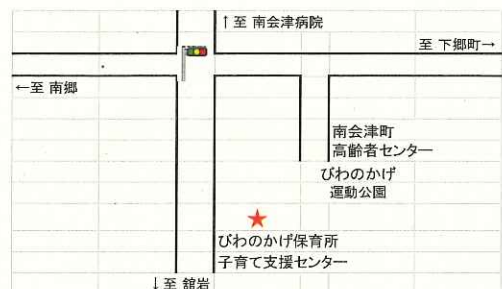 ↑至 南会津病院
至 下郷町→
←至 南郷
南会津町
高齢者センター
びわのかげ
運動公園
びわのかげ保育所
子育て支援センター
↓至 舘岩